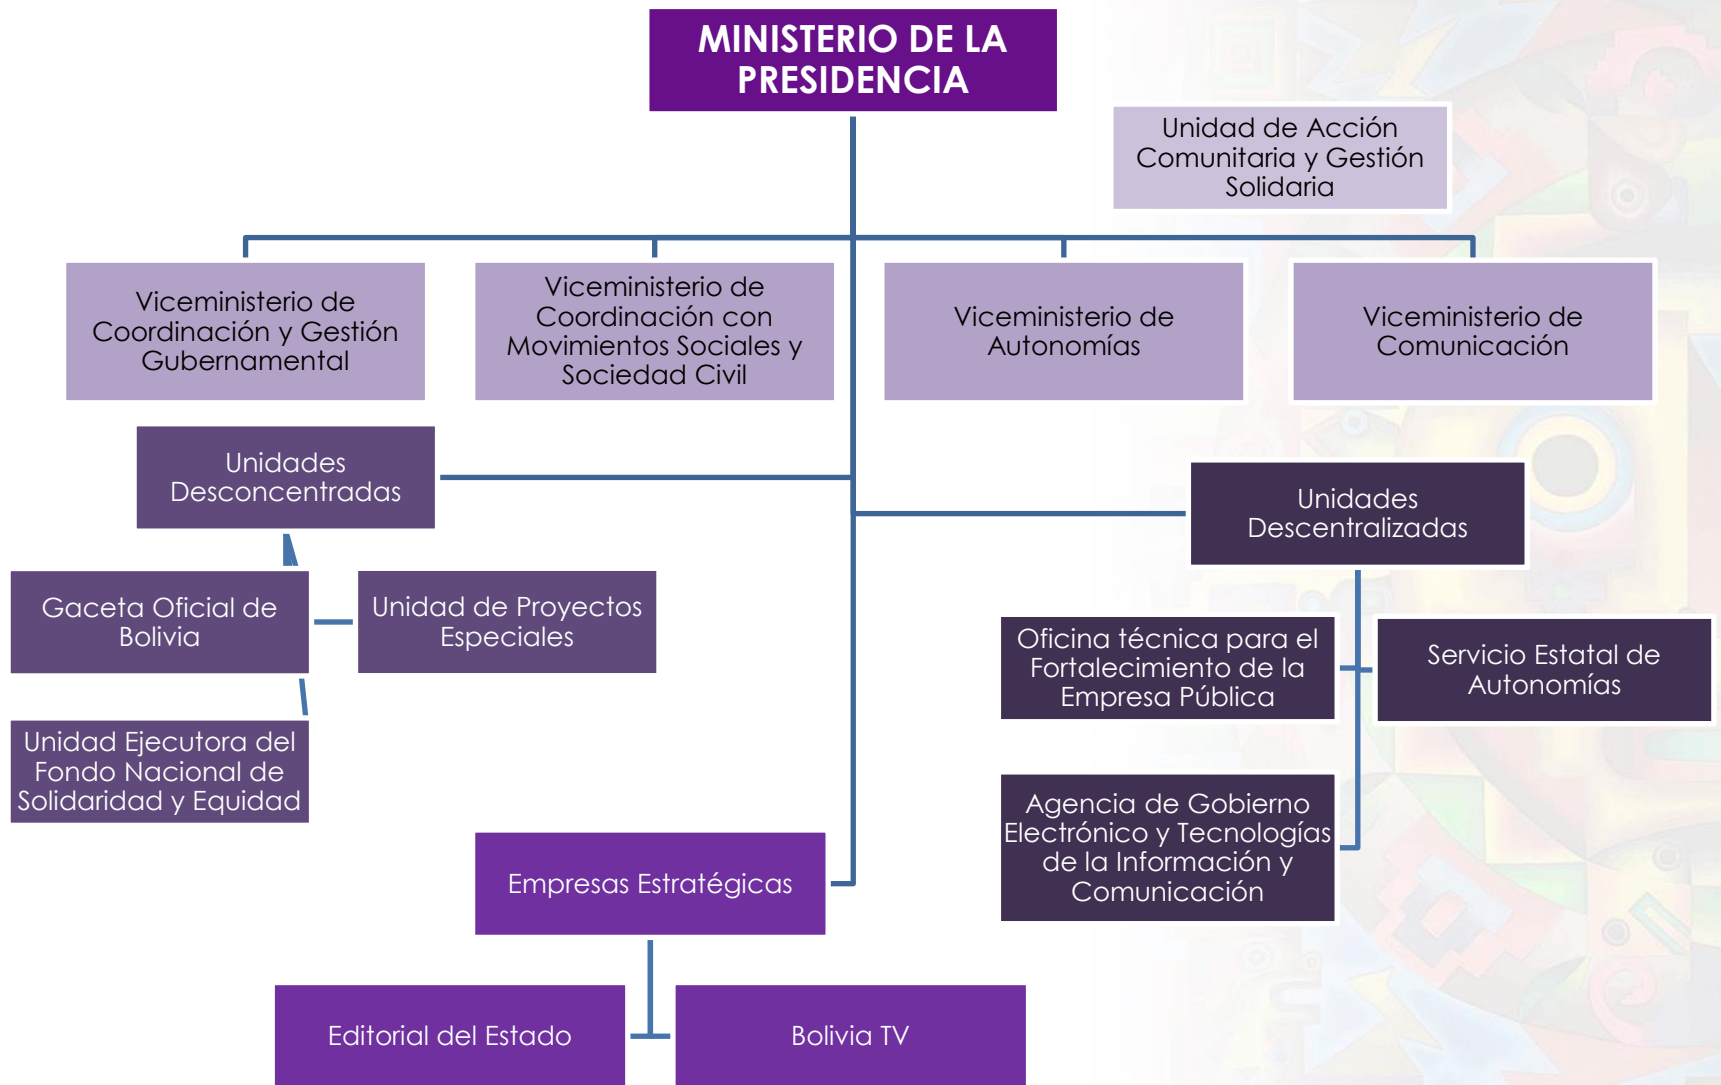 MINISTERIO DE LA
PRESIDENCIA
Unidad de Acción
Comunitaria y Gestión
Solidaria
Viceministerio de
Coordinación y Gestión
Gubernamental
Viceministerio de
Coordinación con
Movimientos Sociales y
Sociedad Civil
Viceministerio de
Autonomías
Viceministerio de
Comunicación
Unidades
Desconcentradas
Unidades
Descentralizadas
Gaceta Oficial de
Bolivia
Unidad de Proyectos
Especiales
Oficina técnica para el
Fortalecimiento de la
Empresa Pública
Servicio Estatal de
Autonomías
Unidad Ejecutora del
Fondo Nacional de
Solidaridad y Equidad
Agencia de Gobierno
Electrónico y Tecnologías
de la Información y
Comunicación
Empresas Estratégicas
Editorial del Estado
Bolivia TV